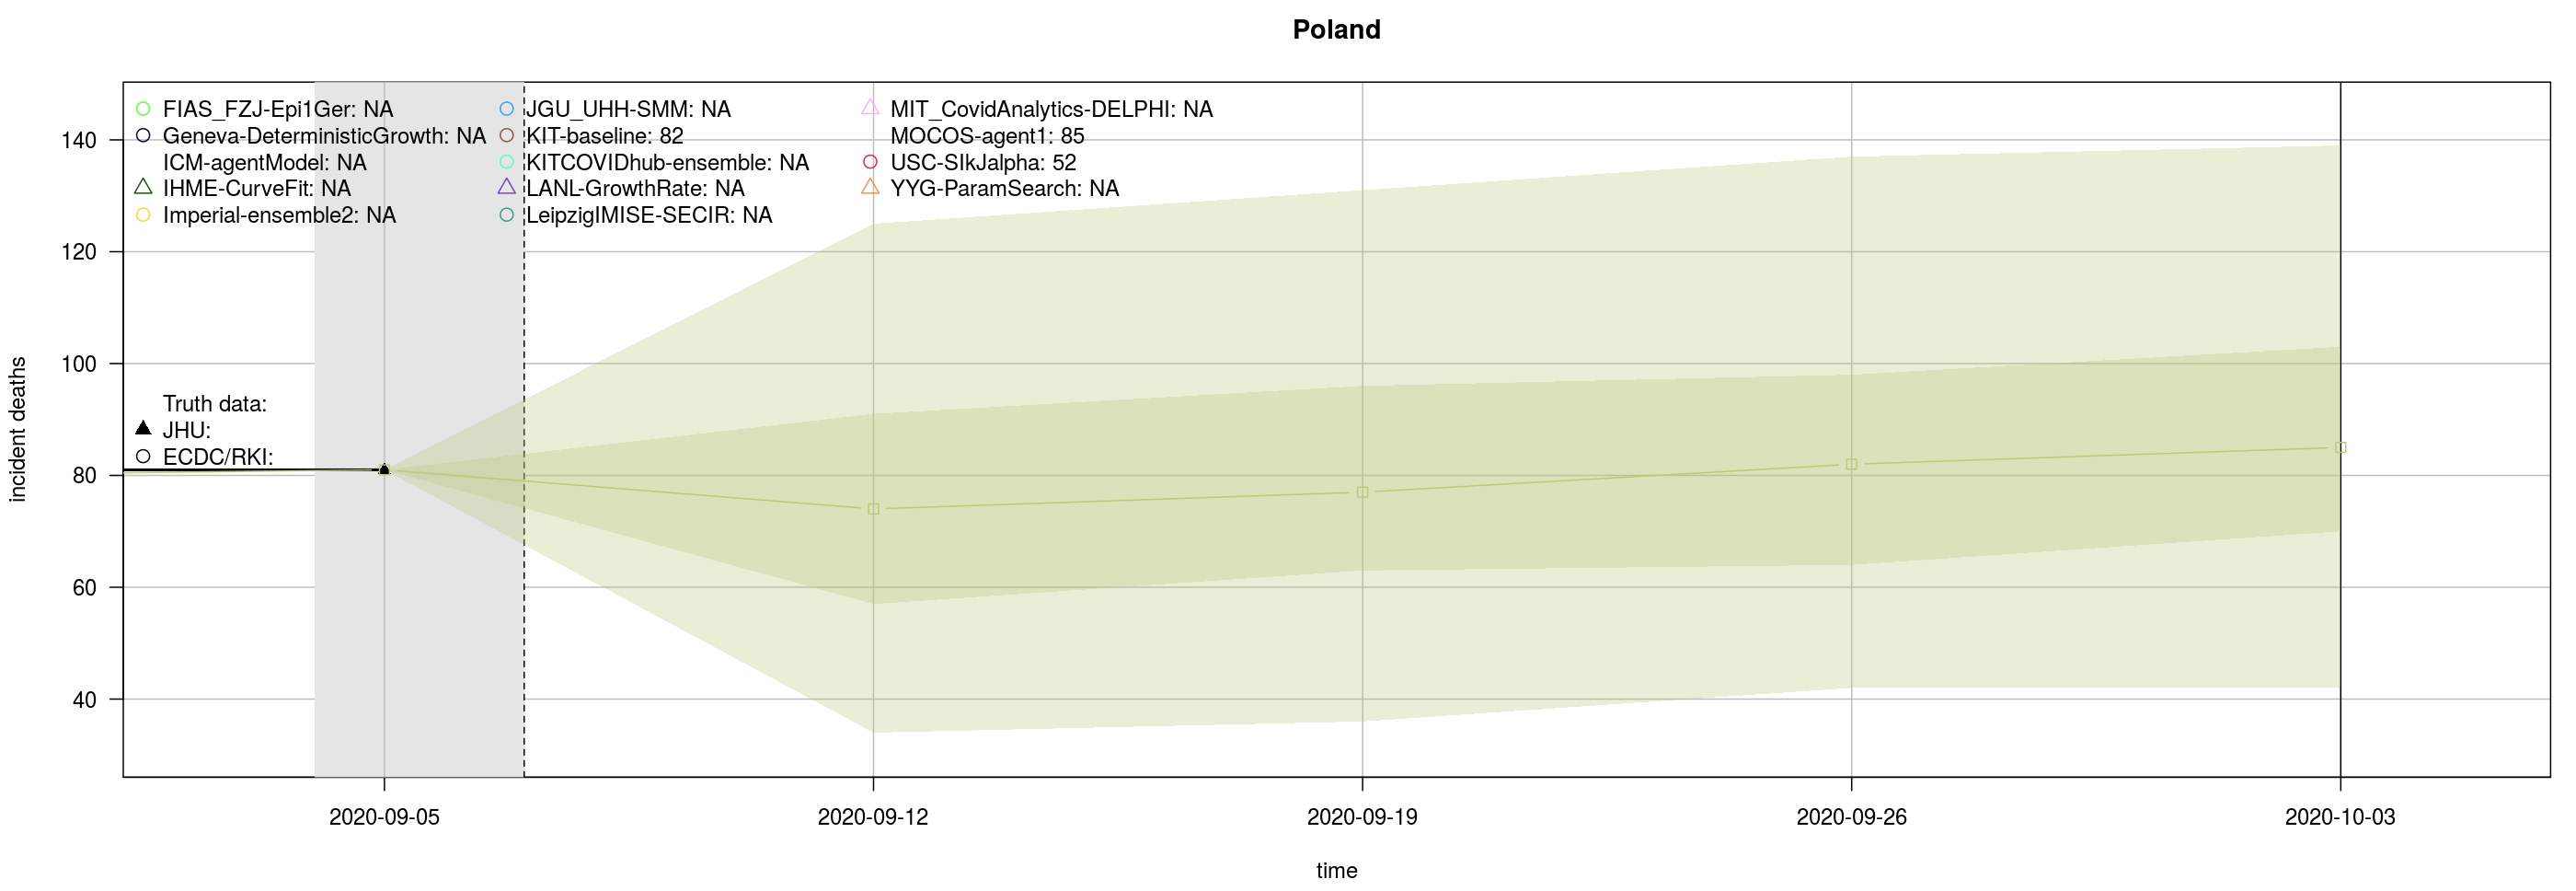 Poland
FIAS_FZJ-Epi1Ger: NA
Geneva-DeterministicGrowth: NA
ICM-agentModel: NA
IHME-CurveFit: NA
Imperial-ensemble2: NA
JGU_UHH-SMM: NA
KIT-baseline: 82
KITCOVIDhub-ensemble: NA
LANL-GrowthRate: NA
LeipzigIMISE-SECIR: NA
MIT_CovidAnalytics-DELPHI: NA
MOCOS-agent1: 85
USC-SIkJalpha: 52
YYG-ParamSearch: NA
Truth data:
JHU:
ECDC/RKI:
incident deaths
140
120
100
80
60
40
2020-09-05
2020-09-12
2020-09-19
2020-09-26
2020-10-03
time